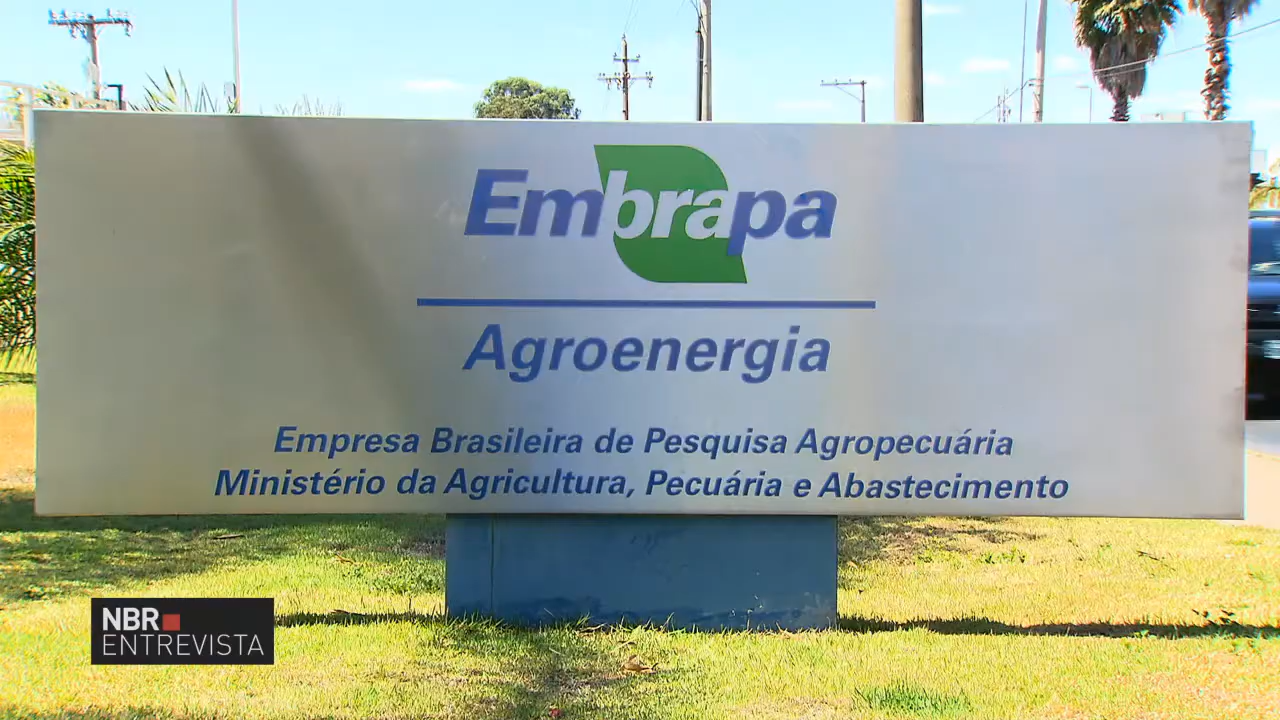 Embrapa
Agroenergia
Empresa Brasileira de Pesquisa Agropecuária
Ministério da Agricultura, Pecuária e Abastecimento
NBR
ENTREVISTA